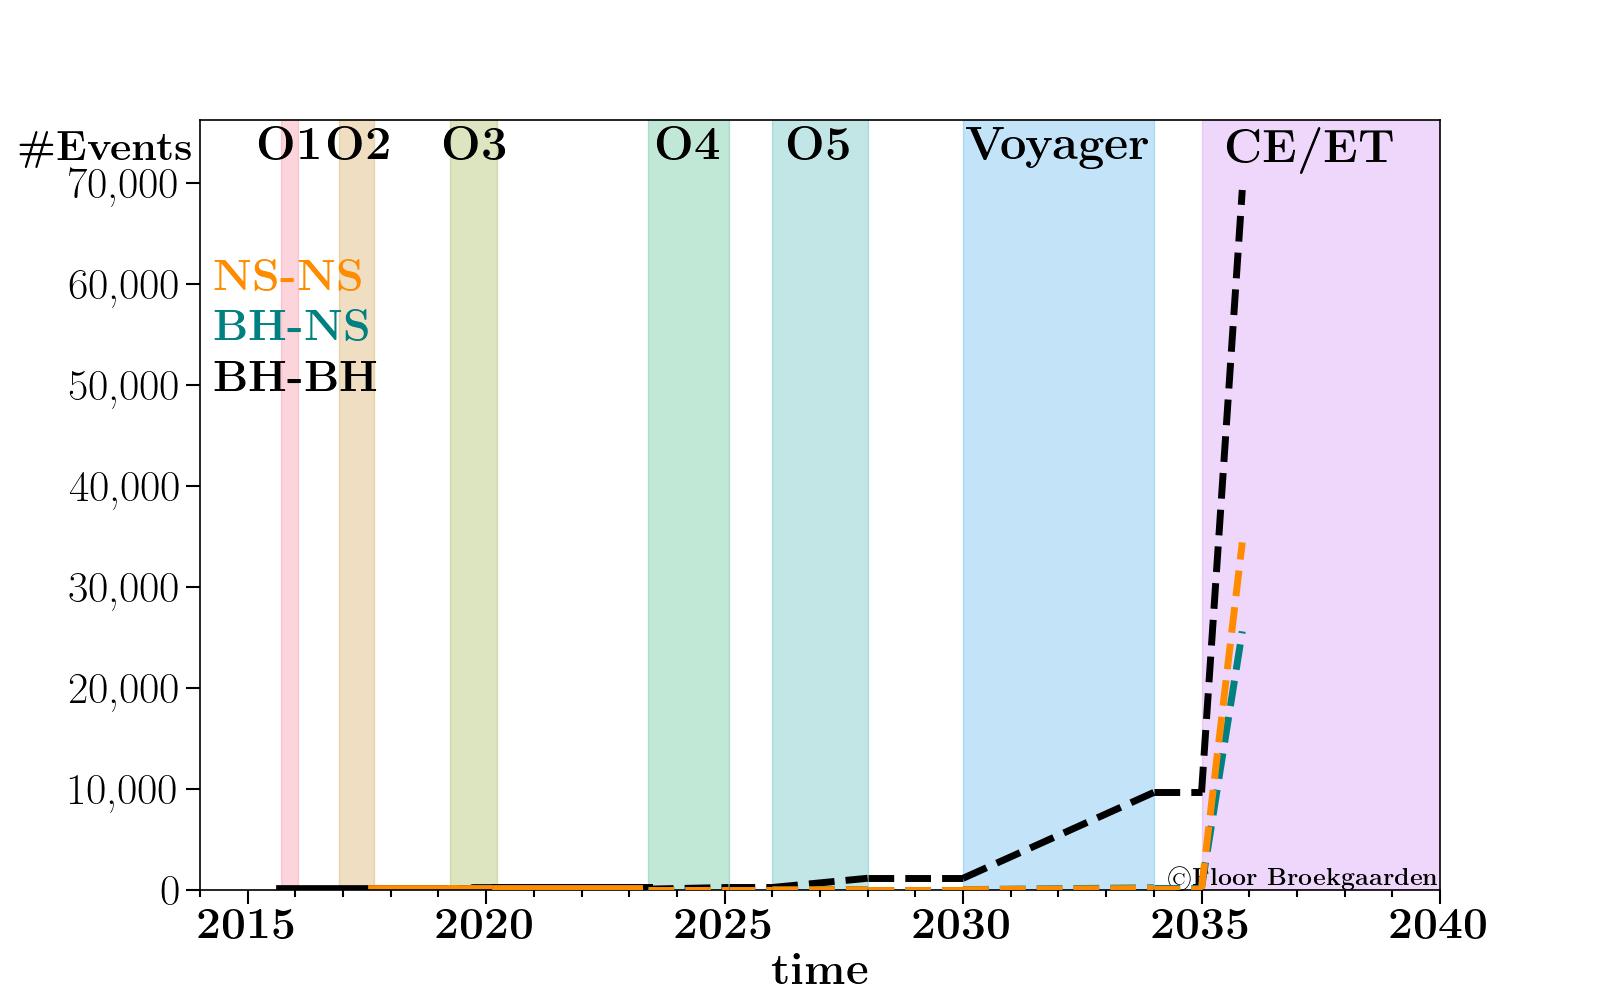 #Events
O1 O2 O3 O4 O5 Voyager CE/ET
70,000
60,000
50,000
40,000
30,000
20,000
10,000
0
NS-NS
BH-NS
BH-BH
©Floor Broekgaarden
2015 2020 2025 2030 2035 2040
time